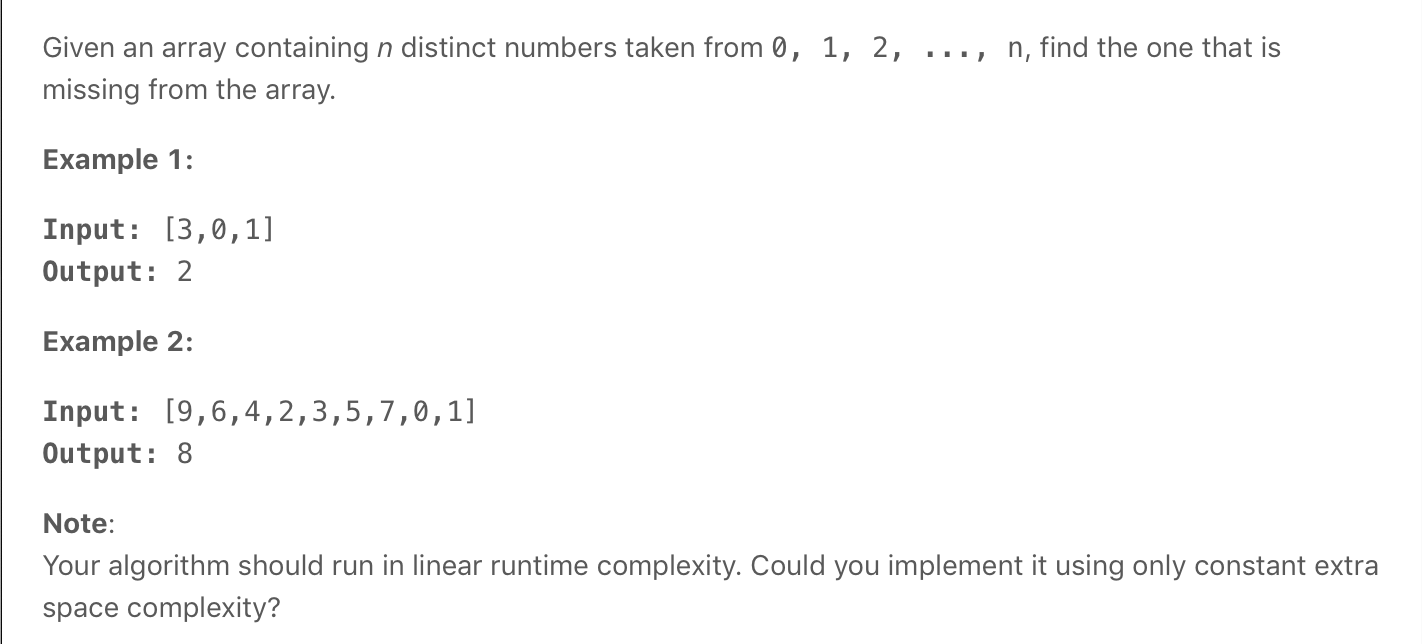 Given an array containing n distinct numbers taken from 0, 1, 2, ..., n, find the one that is
missing from the array.
Example 1:
Input: [3,0,1]
Output: 2
Example 2:
Input: [9,6,4,2,3,5,7,0,1]
Output: 8
Note:
Your algorithm should run in linear runtime complexity. Could you implement it using only constant extra
space complexity?